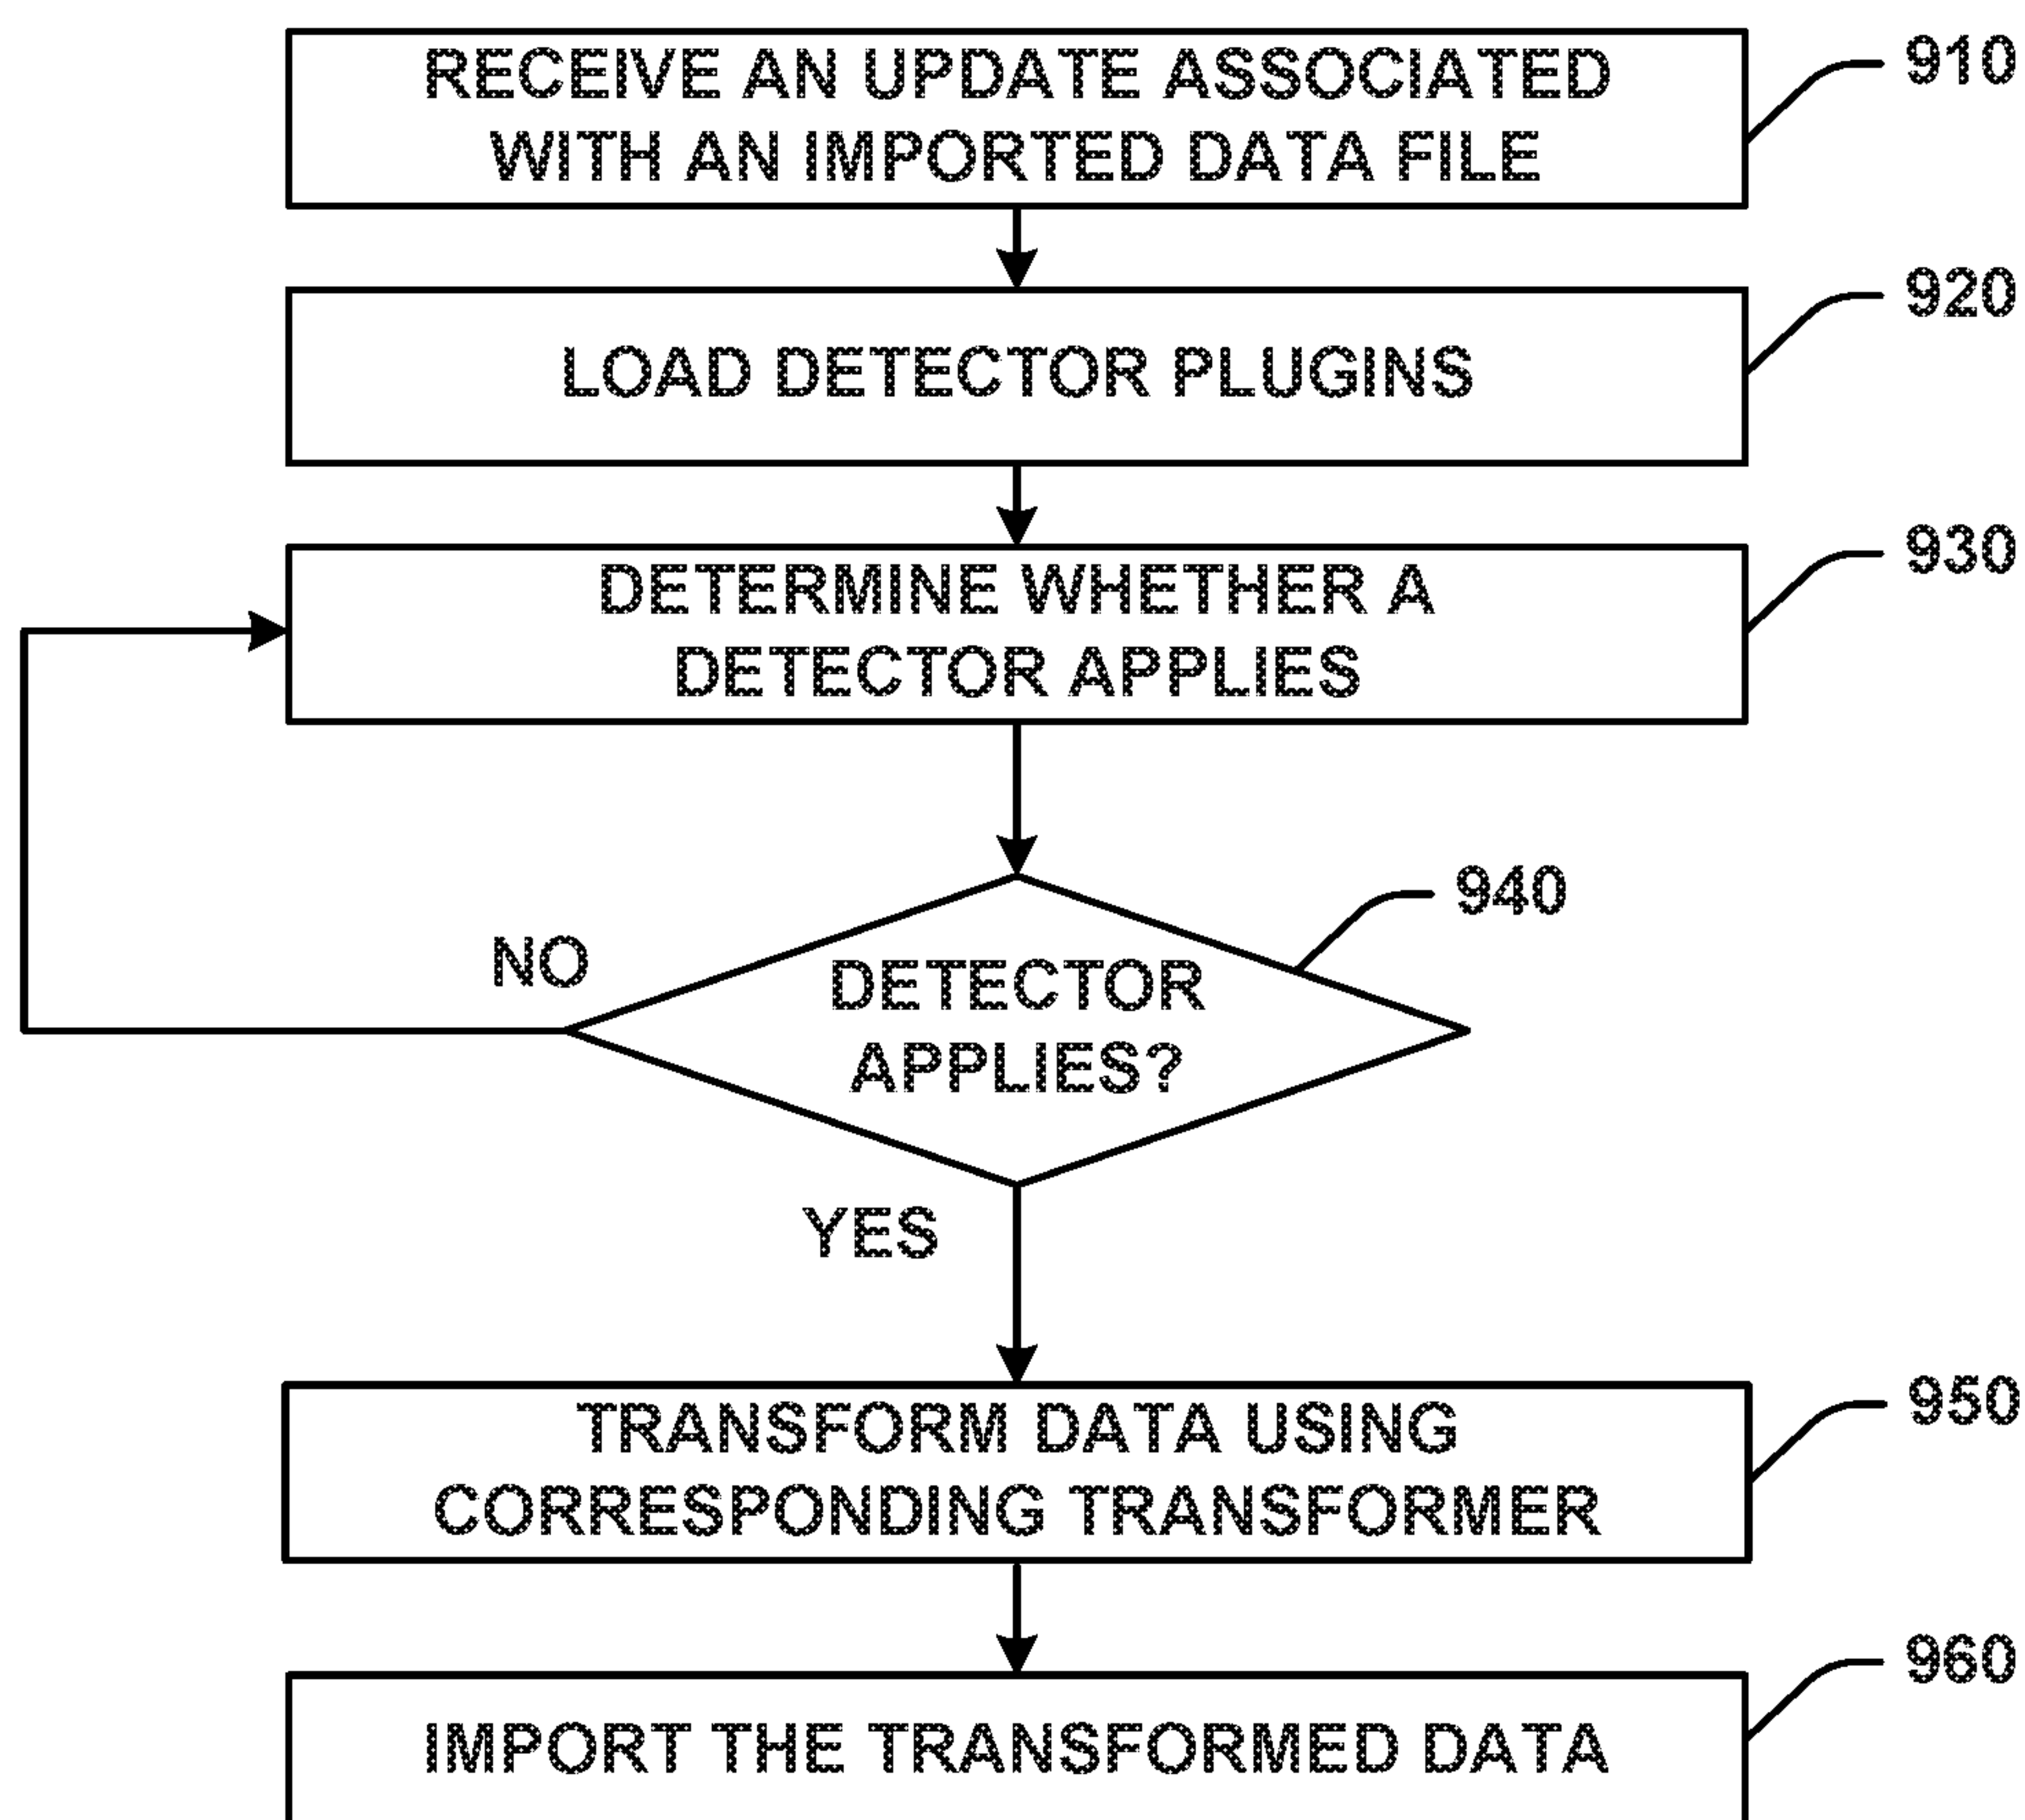 RECEIVE AN UPDATE ASSOCIATED
WITH AN IMPORTED DATA FILE
910
LOAD DETECTOR PLUGINS
920
DETERMINE WHETHER A
DETECTOR APPLIES
930
940
NO
DETECTOR
APPLIES?
YES
TRANSFORM DATA USING
CORRESPONDING TRANSFORMER
950
IMPORT THE TRANSFORMED DATA
960